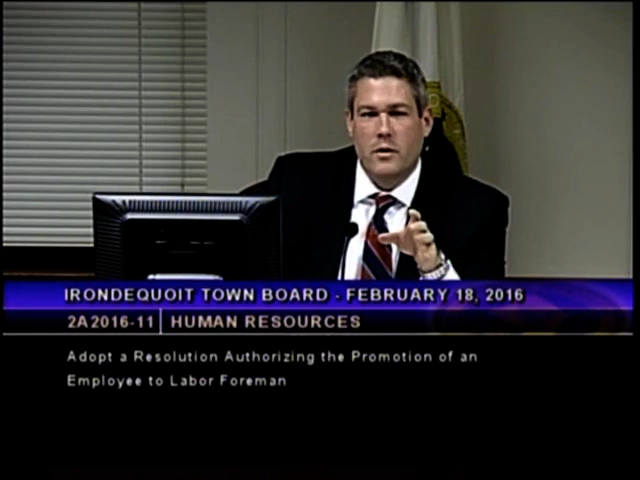 IRONDEQUOIT TOWN BOARD - FEBRUARY 18, 2016
2A2016-11 HUMAN RESOURCES
Adopt a Resolution Authorizing the Promotion of an
Employee to Labor Foreman